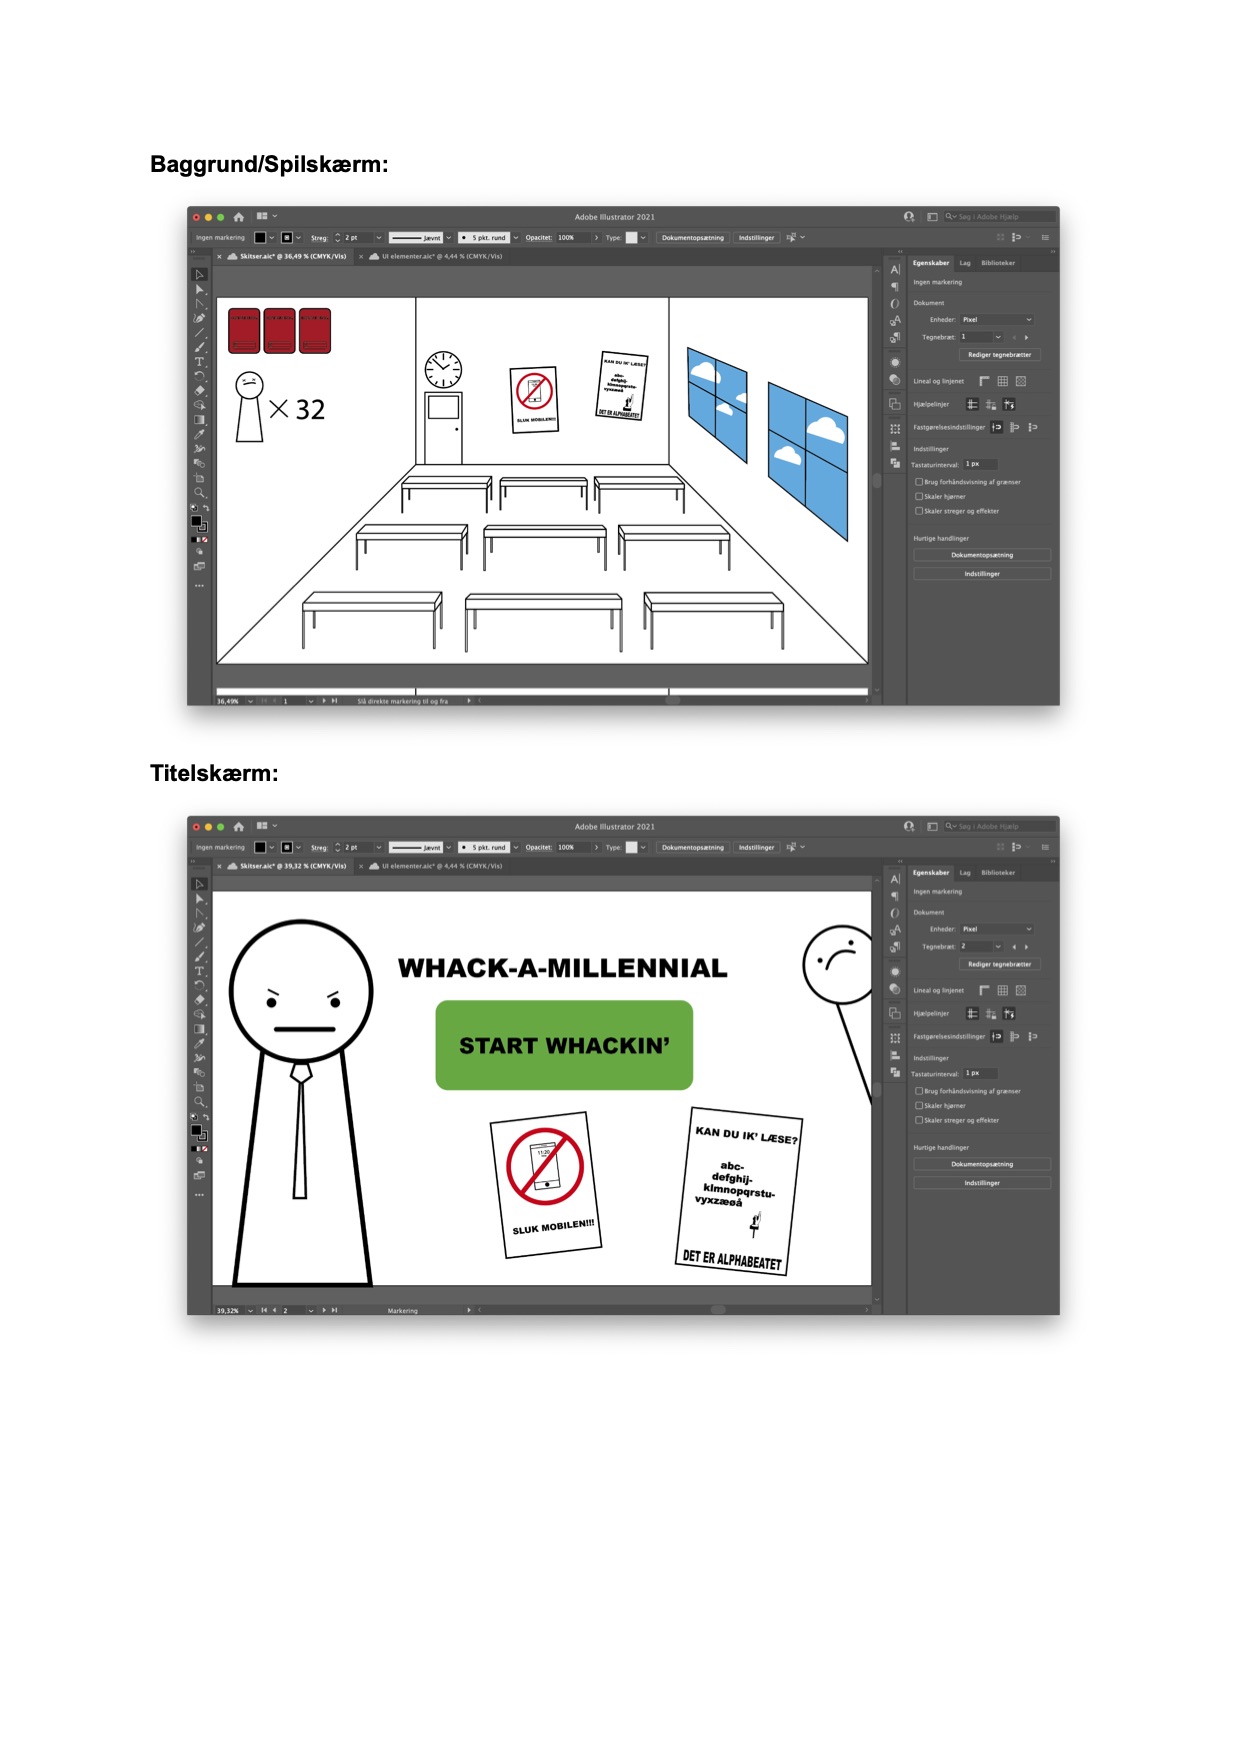 Baggrund/Spilskærm:
Adobe Illustrator 2021
Søg i Adobe Hjælp
Ingen markering
Streg: 2 pt
Jævnt
5 pkt. rund
Opacitet: 100%
Type:
Dokumentopsætning
Indstillinger
× Skitser.aic* @ 36,49 % (CMYK/Vis)
× UI elementer.aic* @ 4,44 % (CMYK/Vis)
Egenskaber Lag Biblioteker
Ingen markering
Dokument
Enheder: Pixel
Tegnebræt: 1
Rediger tegnebrætter
Lineal og linjenet
Hjælpelinjer
Fastgørelsesindstillinger
Indstillinger
Tastaturinterval: 1 px
Brug forhåndsvisning af grænser
Skaler hjørner
Skaler streger og effekter
Hurtige handlinger
Dokumentopsætning
Indstillinger
× 32
SLUK MOBILEN!!!
KAN DU IK' LÆSE?
abc-
defghij-
klmnopqrstu-
vyxzæøå
DET ER ALPHABEATET
36,49%
1
Slå direkte markering til og fra
Titelskærm:
Adobe Illustrator 2021
Søg i Adobe Hjælp
Ingen markering
Streg: 2 pt
Jævnt
5 pkt. rund
Opacitet: 100%
Type:
Dokumentopsætning
Indstillinger
× Skitser.aic* @ 39,32 % (CMYK/Vis)
× UI elementer.aic* @ 4,44 % (CMYK/Vis)
Egenskaber Lag Biblioteker
Ingen markering
Dokument
Enheder: Pixel
Tegnebræt: 2
Rediger tegnebrætter
Lineal og linjenet
Hjælpelinjer
Fastgørelsesindstillinger
Indstillinger
Tastaturinterval: 1 px
Brug forhåndsvisning af grænser
Skaler hjørner
Skaler streger og effekter
Hurtige handlinger
Dokumentopsætning
Indstillinger
WHACK-A-MILLENNIAL
START WHACKIN’
11:20
SLUK MOBILEN!!!
KAN DU IK' LÆSE?
abc-
defghij-
klmnopqrstu-
vyxzæøå
DET ER ALPHABEATET
39,32%
2
Markering